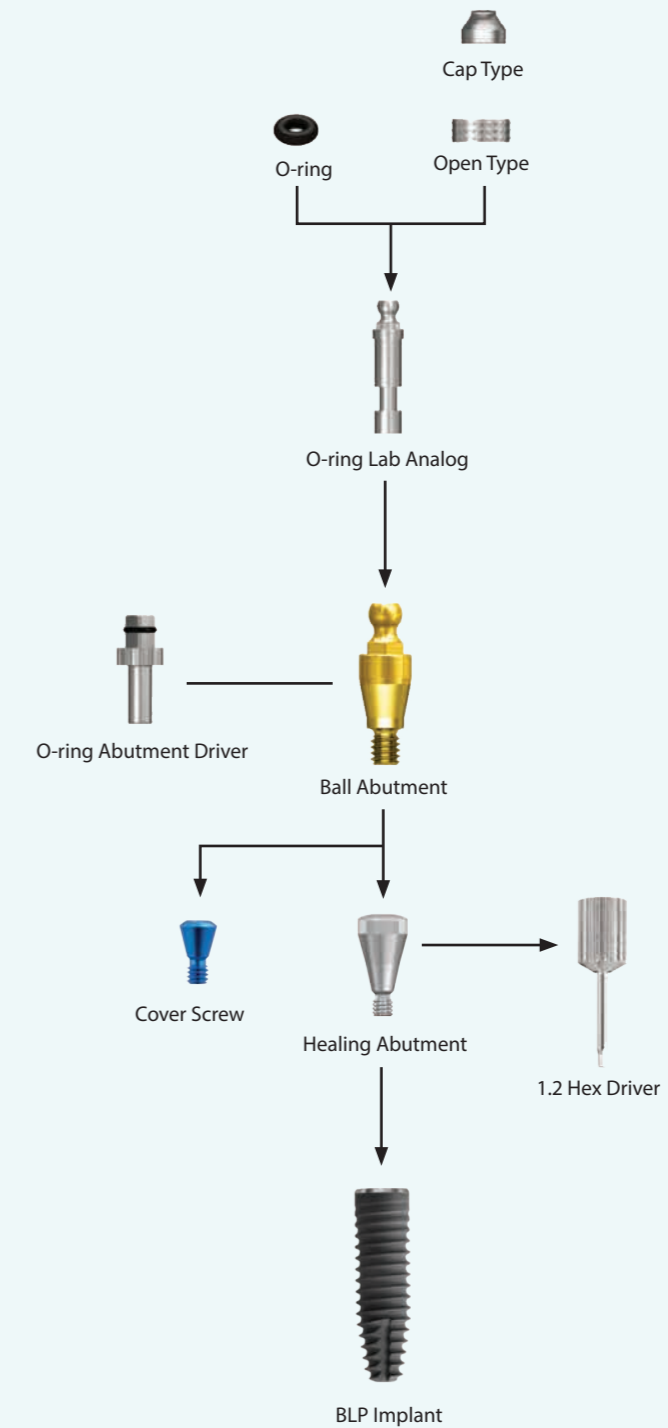 Cap Type
O-ring
Open Type
O-ring Lab Analog
O-ring Abutment Driver
Ball Abutment
Cover Screw
Healing Abutment
1.2 Hex Driver
BLP Implant